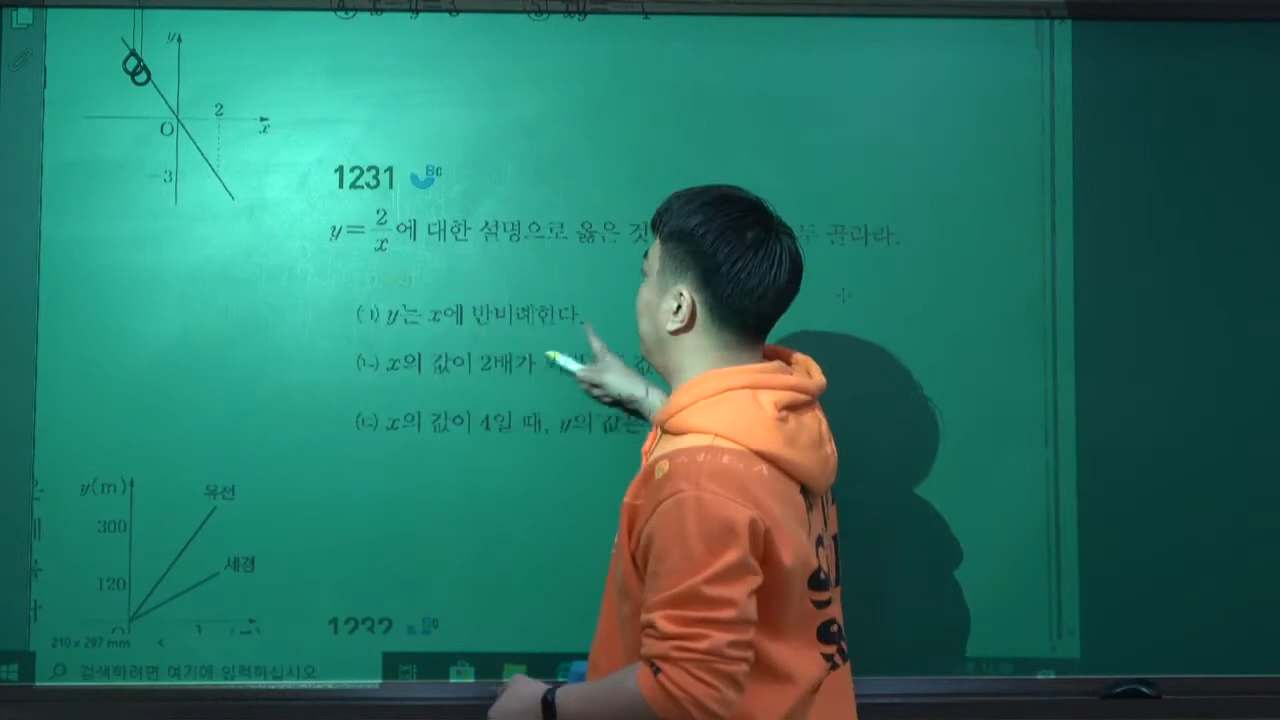 y
O
2
x
-3
1231
y = 2/x 에 대한 설명으로 옳은 것 골라라.
(ㄱ) y는 x에 반비례한다.
(ㄴ) x의 값이 2배가
(ㄷ) x의 값이 4일 때, y의 값은
y(m)
유선
300
세경
120
1232
210 x 297 mm
검색하려면 여기에 입력하십시오